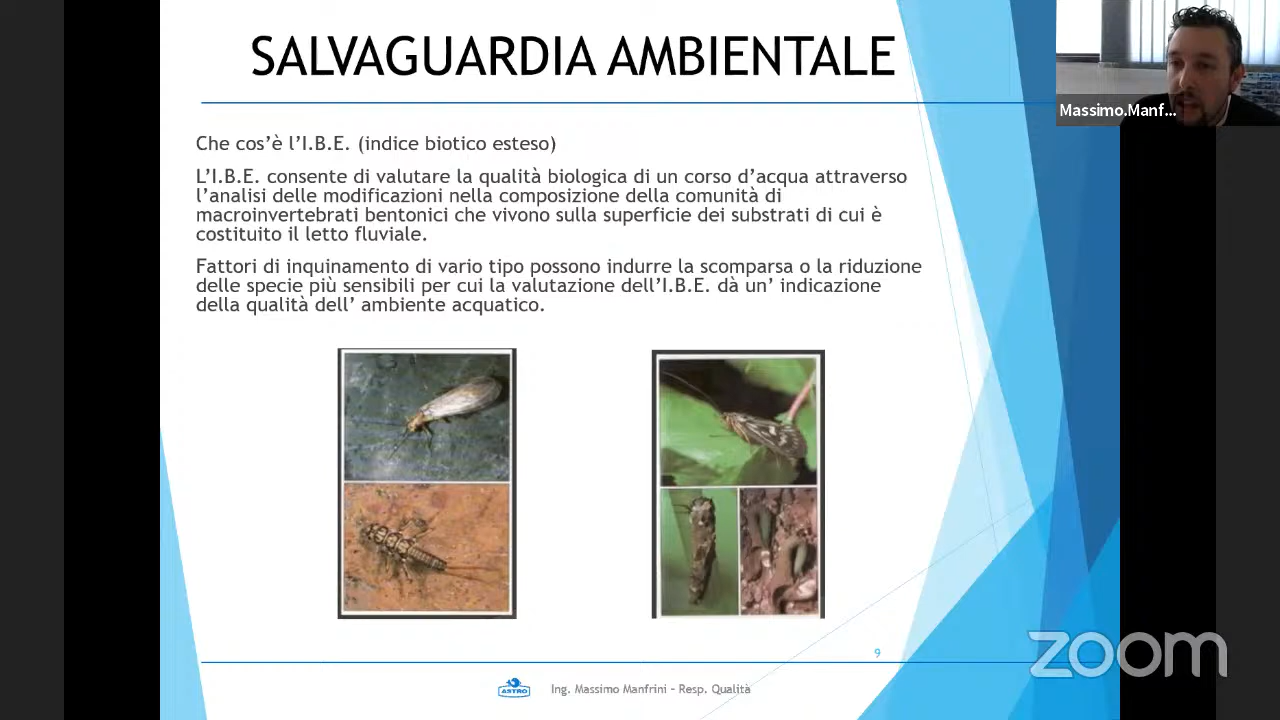 SALVAGUARDIA AMBIENTALE
Massimo.Manf...
Che cos’è l’I.B.E. (indice biotico esteso)
L’I.B.E. consente di valutare la qualità biologica di un corso d’acqua attraverso
l’analisi delle modificazioni nella composizione della comunità di
macroinvertebrati bentonici che vivono sulla superficie dei substrati di cui è
costituito il letto fluviale.
Fattori di inquinamento di vario tipo possono indurre la scomparsa o la riduzione
delle specie più sensibili per cui la valutazione dell’I.B.E. dà un’ indicazione
della qualità dell’ ambiente acquatico.
9
zoom
ASTRO
Ing. Massimo Manfrini – Resp. Qualità